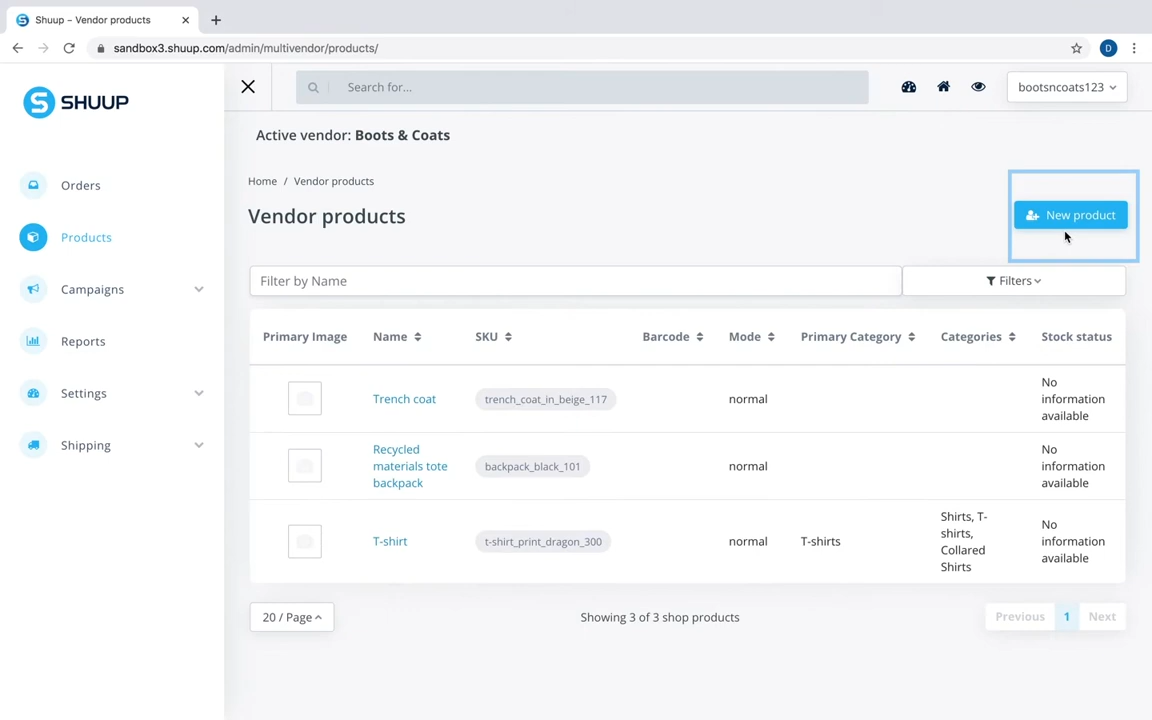 Shuup – Vendor products
sandbox3.shuup.com/admin/multivendor/products/
D
SHUUP
Search for...
bootsncoats123
Active vendor: Boots & Coats
Orders
Products
Campaigns
Reports
Settings
Shipping
Home / Vendor products
Vendor products
New product
Filter by Name
Filters
Primary Image Name SKU Barcode Mode Primary Category Categories Stock status
Trench coat trench_coat_in_beige_117 normal
No
information
available
Recycled
materials tote
backpack
backpack_black_101 normal
No
information
available
T-shirt t-shirt_print_dragon_300 normal T-shirts
Shirts, T-
shirts,
Collared
Shirts
No
information
available
20 / Page
Showing 3 of 3 shop products
Previous 1 Next